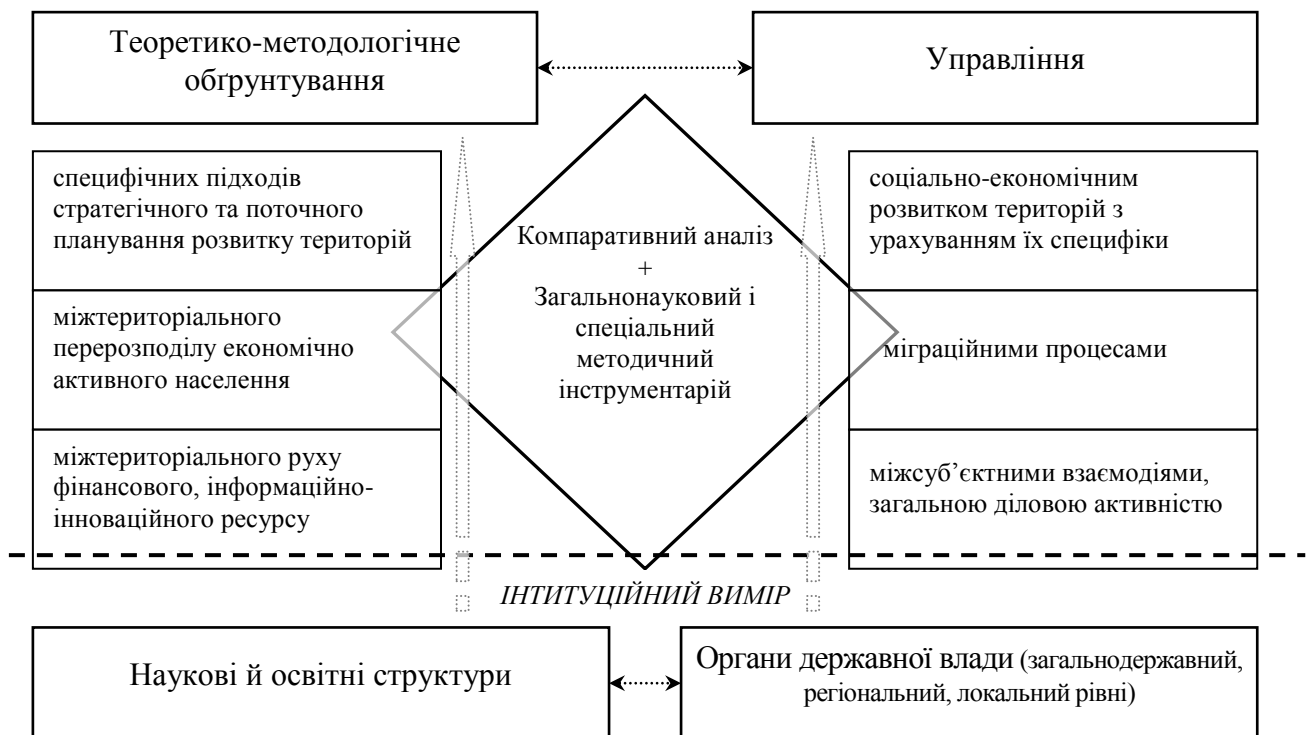 Теоретико-методологічне
обґрунтування
Управління
специфічних підходів
стратегічного та поточного
планування розвитку територій
міжтериторіального
перерозподілу економічно
активного населення
міжтериторіального руху
фінансового, інформаційно-
інноваційного ресурсу
Компаративний аналіз
+
Загальнонауковий і
спеціальний
методичний
інструментарій
соціально-економічним
розвитком територій з
урахуванням їх специфіки
міграційними процесами
міжсуб’єктними взаємодіями,
загальною діловою активністю
ІНТИТУЦІЙНИЙ ВИМІР
Наукові й освітні структури
Органи державної влади (загальнодержавний,
регіональний, локальний рівні)